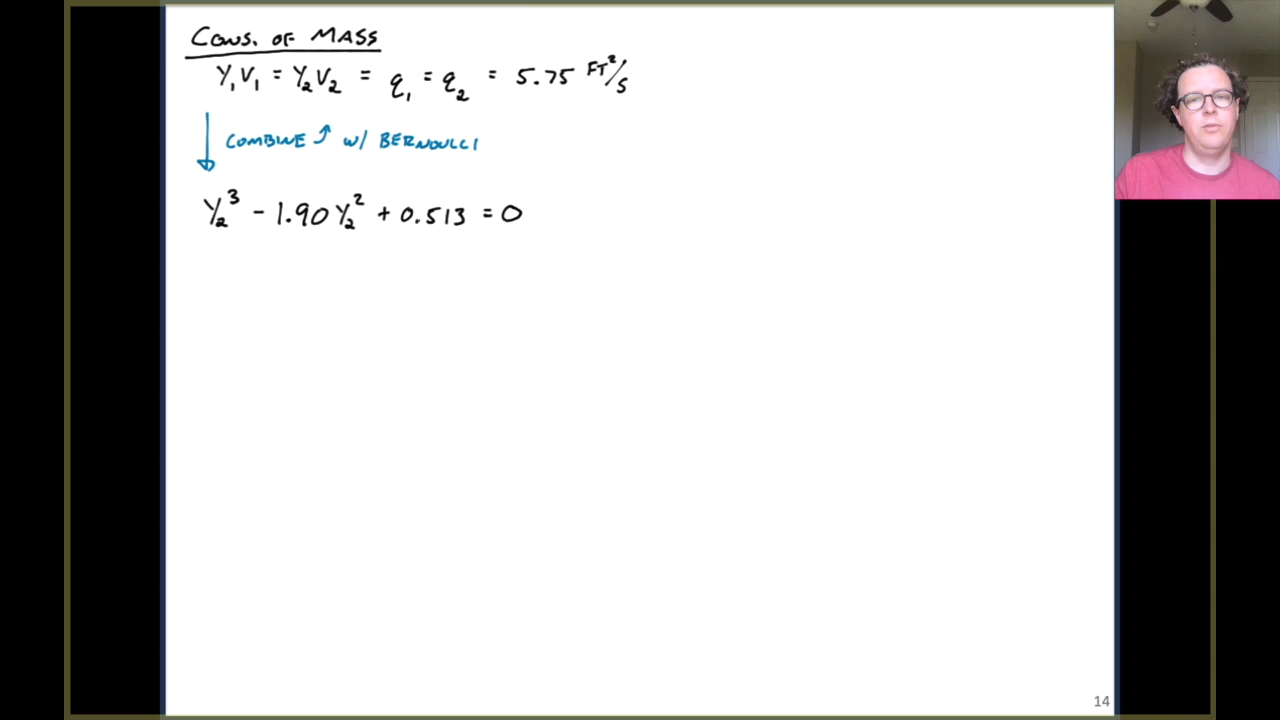 CONS. OF MASS
Y₁V₁ = Y₂V₂ = q₁ = q₂ = 5.75 FT²/S
COMBINE ⤴ W/ BERNOULLI
Y₂³ - 1.90 Y₂² + 0.513 = 0
14